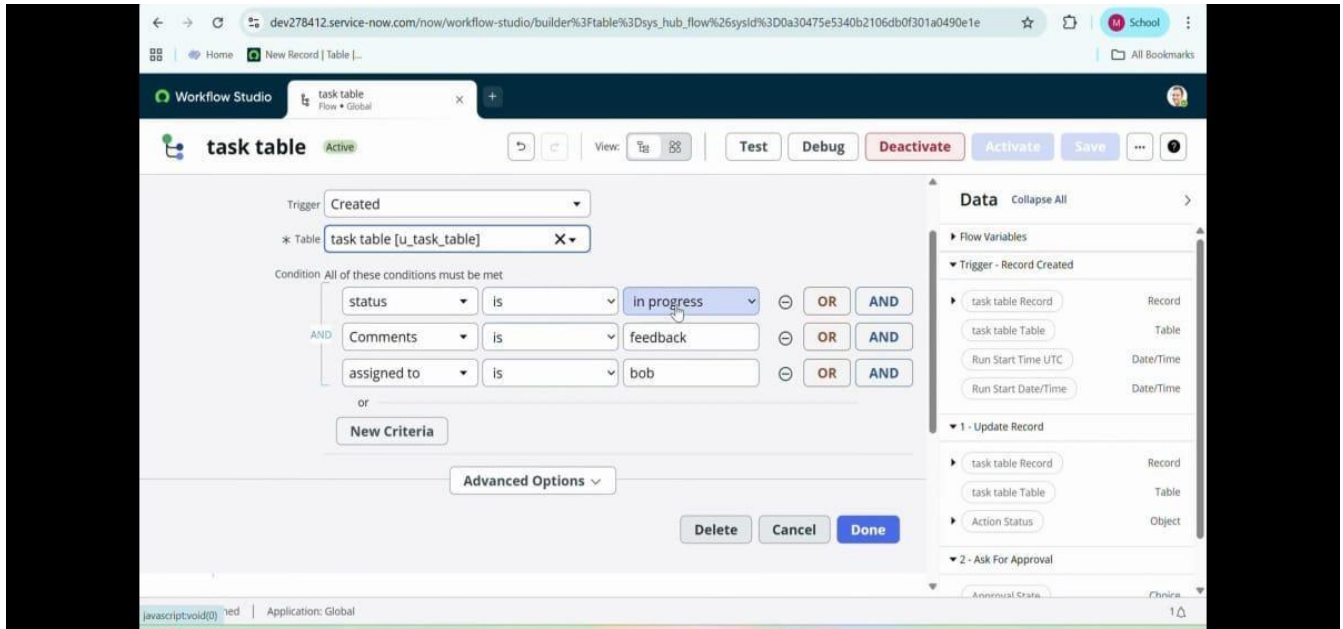 dev278412.service-now.com/now/workflow-studio/builder%3Ftable%3Dsys_hub_flow%26sysId%3D0a30475e5340b2106db0f301a0490e1e
M School
Home New Record | Table |...
All Bookmarks
Workflow Studio
task table
Flow • Global
task table Active
View:
Test Debug Deactivate Activate Save
Trigger Created
* Table task table [u_task_table]
Condition All of these conditions must be met
status is in progress OR AND
AND Comments is feedback OR AND
assigned to is bob OR AND
or
New Criteria
Advanced Options
Delete Cancel Done
Data Collapse All
Flow Variables
Trigger - Record Created
task table Record Record
task table Table Table
Run Start Time UTC Date/Time
Run Start Date/Time Date/Time
1 - Update Record
task table Record Record
task table Table Table
Action Status Object
2 - Ask For Approval
Approval State Choice
javascript:void(0)
Application: Global
1